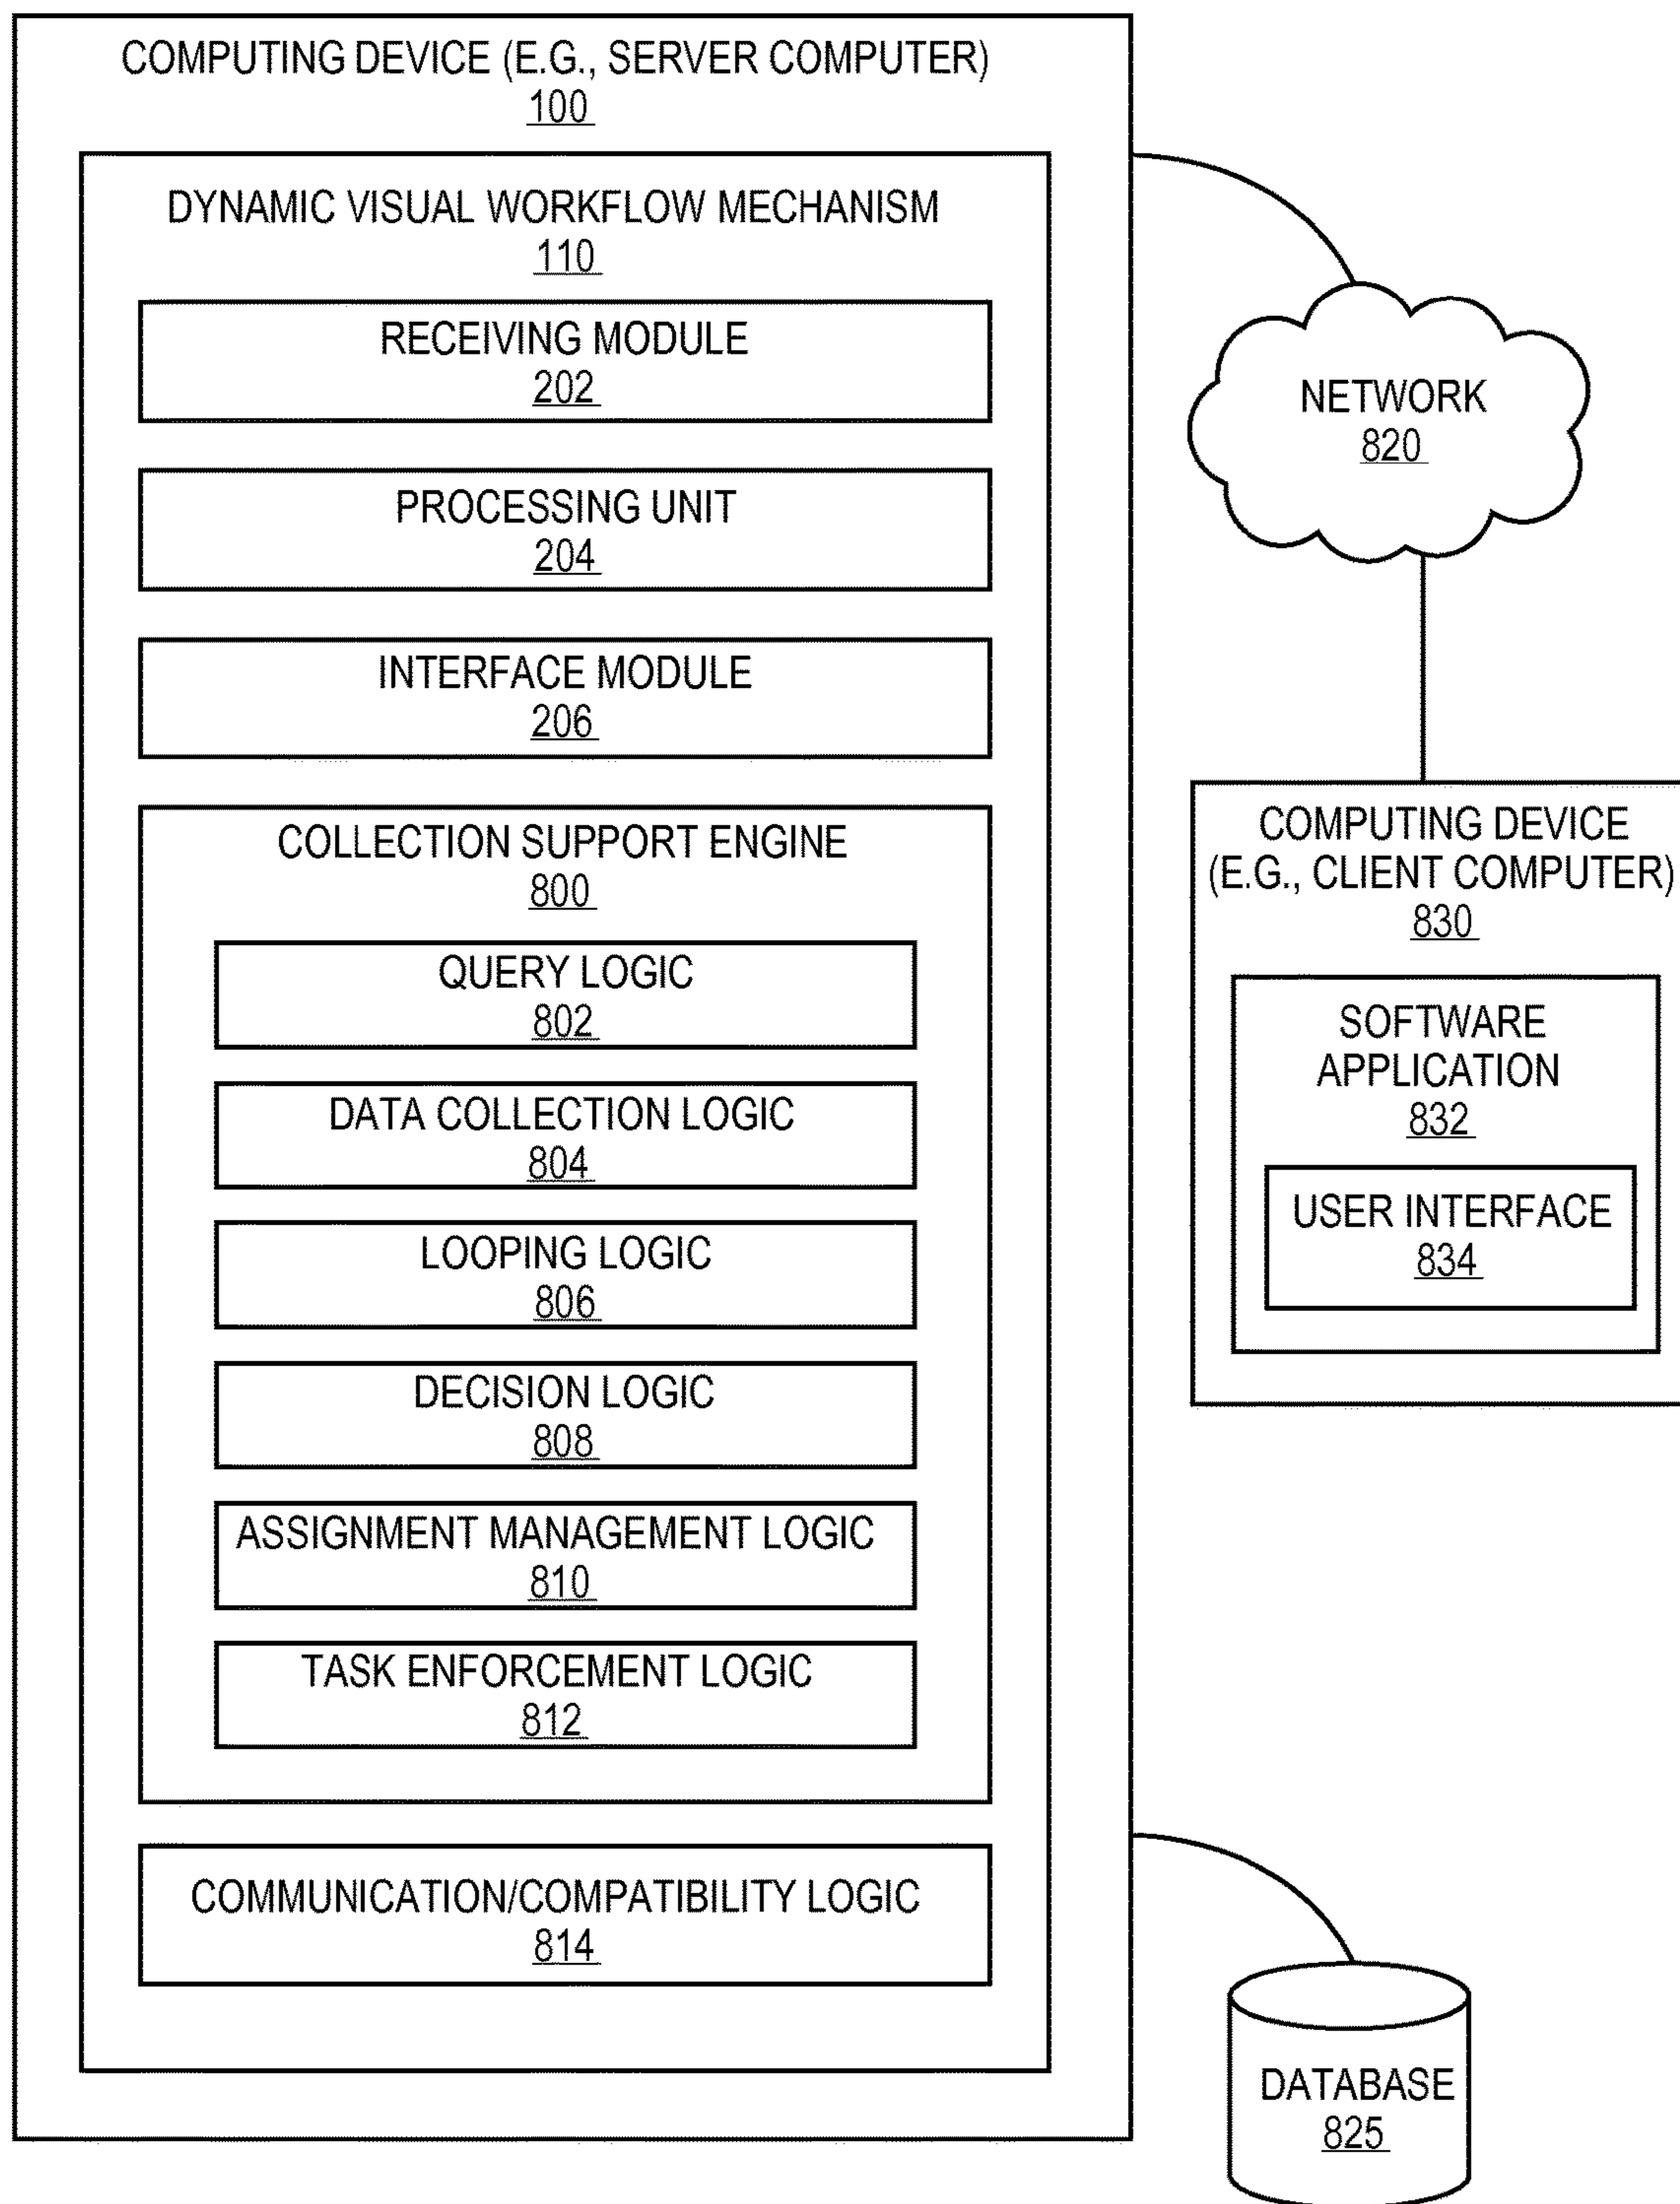 COMPUTING DEVICE (E.G., SERVER COMPUTER)
100
DYNAMIC VISUAL WORKFLOW MECHANISM
110
RECEIVING MODULE
202
PROCESSING UNIT
204
INTERFACE MODULE
206
COLLECTION SUPPORT ENGINE
800
QUERY LOGIC
802
DATA COLLECTION LOGIC
804
LOOPING LOGIC
806
DECISION LOGIC
808
ASSIGNMENT MANAGEMENT LOGIC
810
TASK ENFORCEMENT LOGIC
812
COMMUNICATION/COMPATIBILITY LOGIC
814
NETWORK
820
COMPUTING DEVICE
(E.G., CLIENT COMPUTER)
830
SOFTWARE
APPLICATION
832
USER INTERFACE
834
DATABASE
825